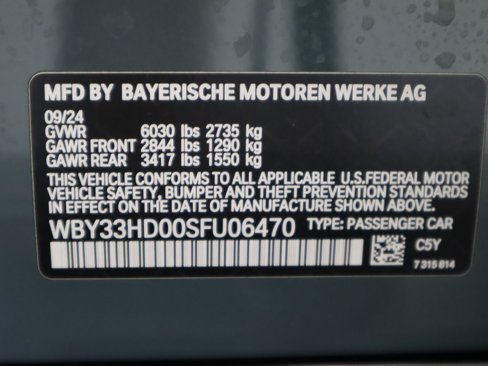 MFD BY BAYERISCHE MOTOREN WERKE AG
09/24
GVWR 6030 lbs 2735 kg
GAWR FRONT 2844 lbs 1290 kg
GAWR REAR 3417 lbs 1550 kg
THIS VEHICLE CONFORMS TO ALL APPLICABLE U.S.FEDERAL MOTOR
VEHICLE SAFETY, BUMPER AND THEFT PREVENTION STANDARDS
IN EFFECT ON THE DATE OF MANUFACTURE SHOWN ABOVE.
WBY33HD00SFU06470 TYPE: PASSENGER CAR
C5Y
7 315 814